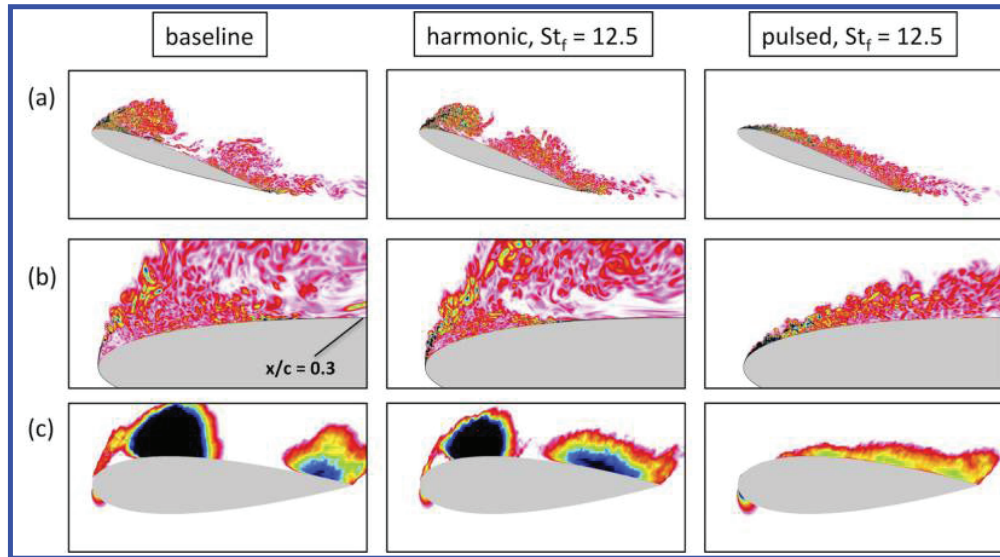 baseline
harmonic, St_f = 12.5
pulsed, St_f = 12.5
(a)
(b)
x/c = 0.3
(c)